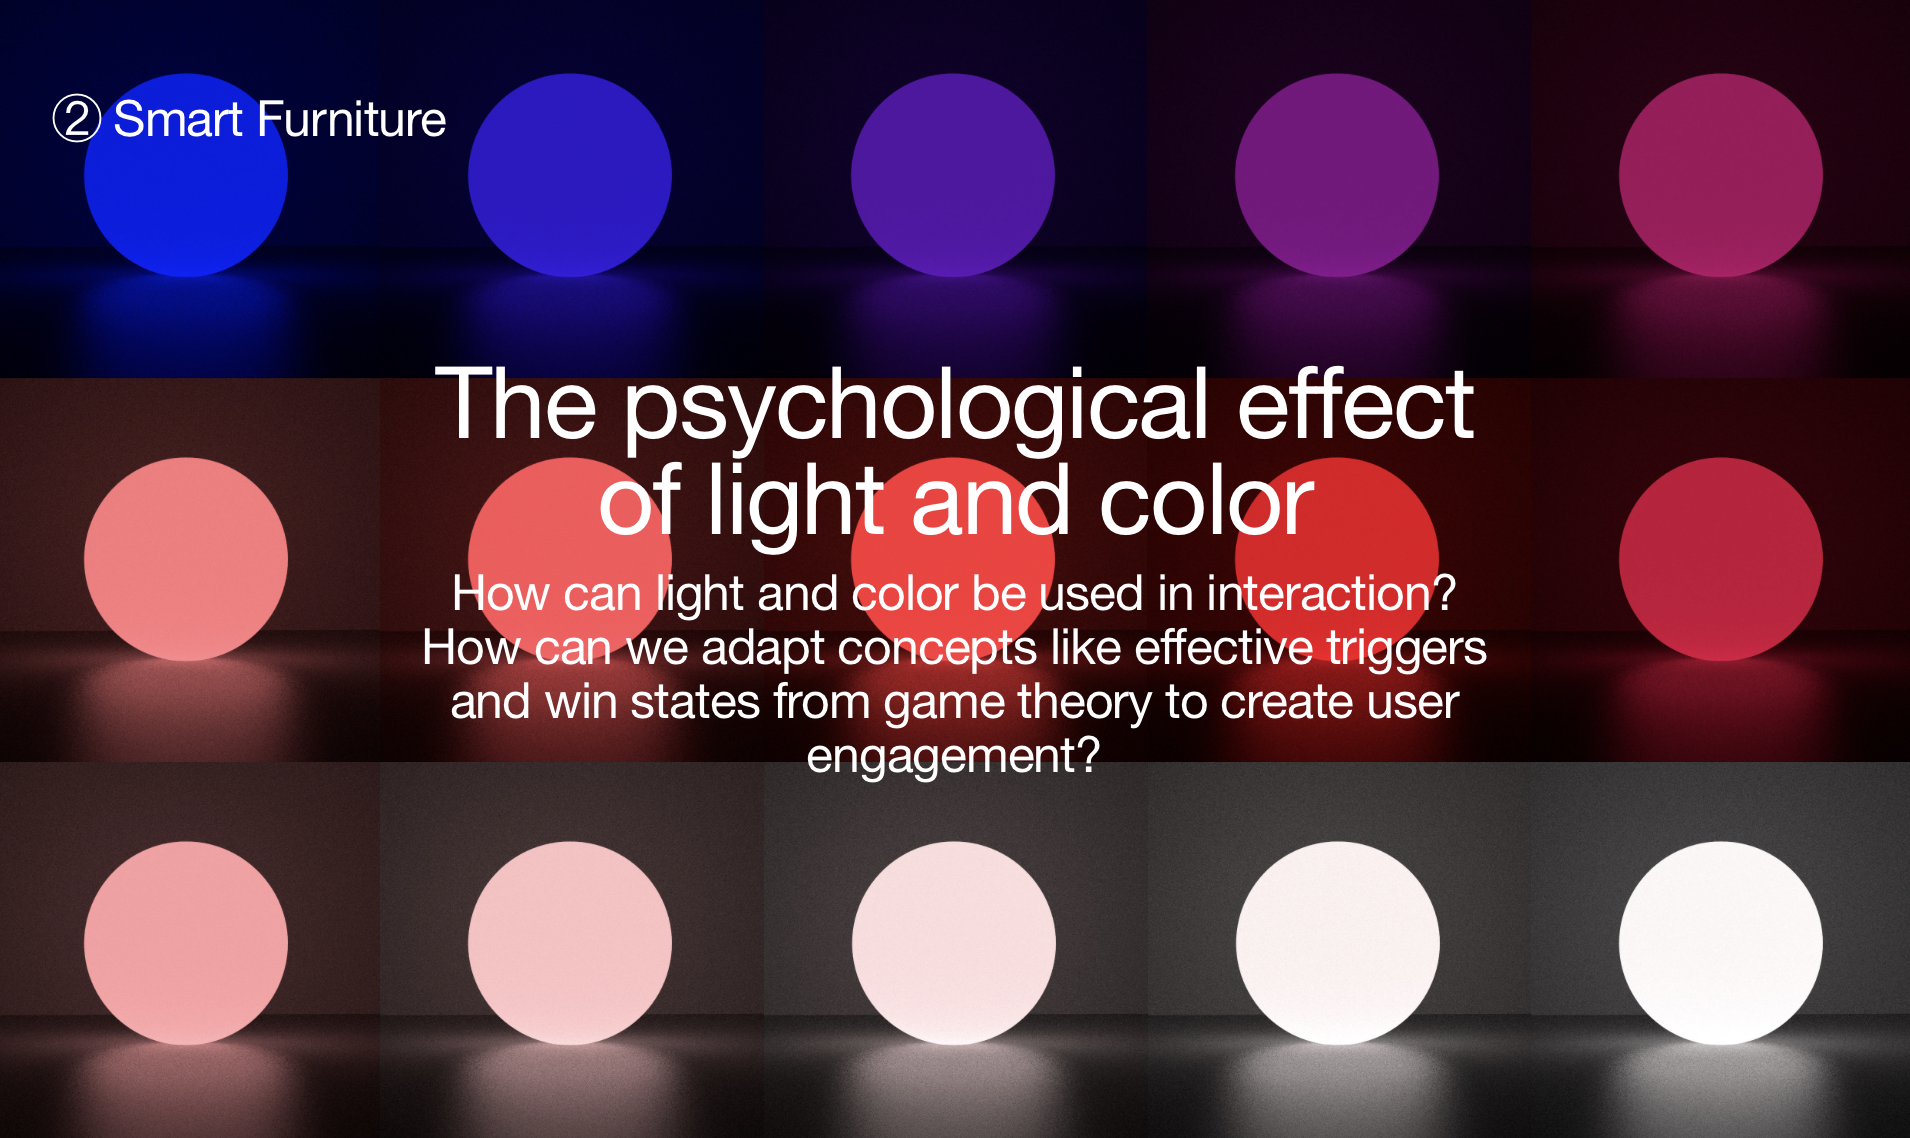 ② Smart Furniture
The psychological effect
of light and color
How can light and color be used in interaction?
How can we adapt concepts like effective triggers
and win states from game theory to create user
engagement?